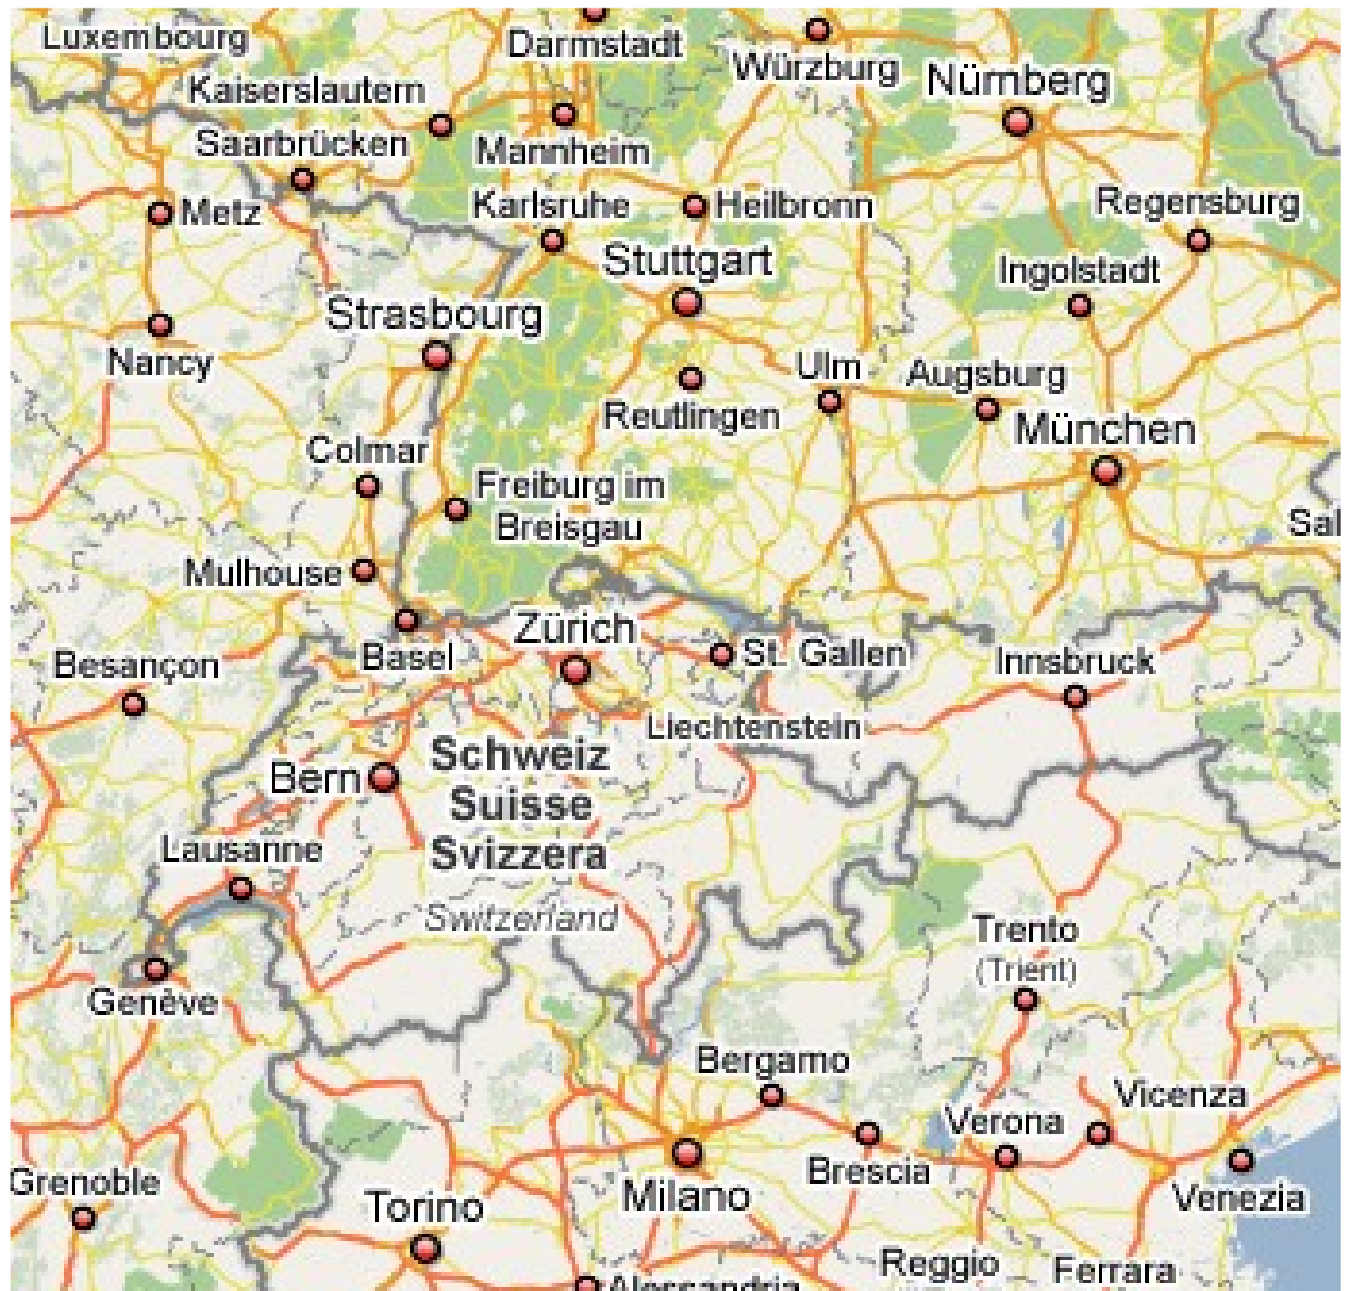 Luxembourg
Darmstadt
Würzburg
Nürnberg
Kaiserslautern
Saarbrücken
Mannheim
Metz
Karlsruhe
Heilbronn
Regensburg
Stuttgart
Ingolstadt
Strasbourg
Nancy
Ulm
Augsburg
Reutlingen
München
Colmar
Freiburg im
Breisgau
Sal
Mulhouse
Zürich
Basel
St. Gallen
Besançon
Innsbruck
Liechtenstein
Schweiz
Bern
Suisse
Lausanne
Svizzera
Switzerland
Trento
(Trient)
Genève
Bergamo
Vicenza
Verona
Brescia
Grenoble
Milano
Venezia
Torino
Reggio
Ferrara
Alessandria